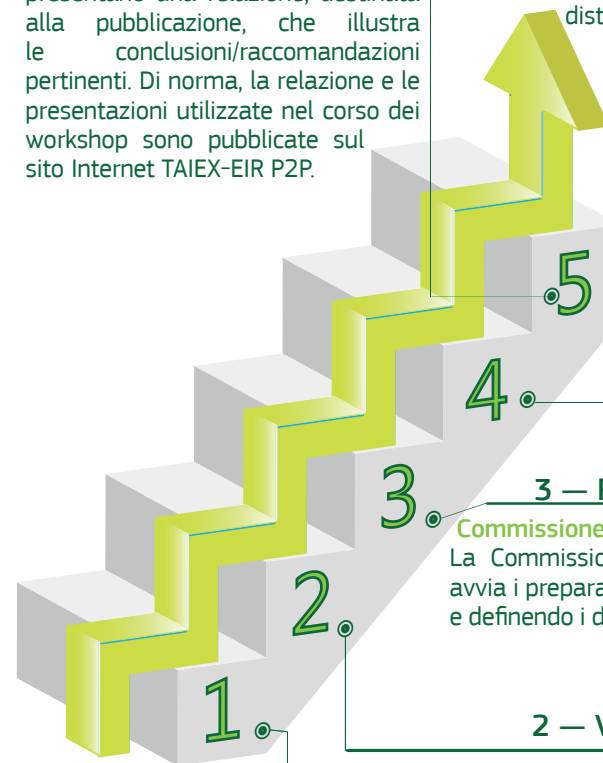 alla pubblicazione, che illustra
le conclusioni/raccomandazioni
pertinenti. Di norma, la relazione e le
presentazioni utilizzate nel corso dei
workshop sono pubblicate sul
sito Internet TAIEX-EIR P2P.
dist
5
4
3
3 —
Commissione
La Commissio
avvia i prepara
e definendo i d
2
2 — V
1